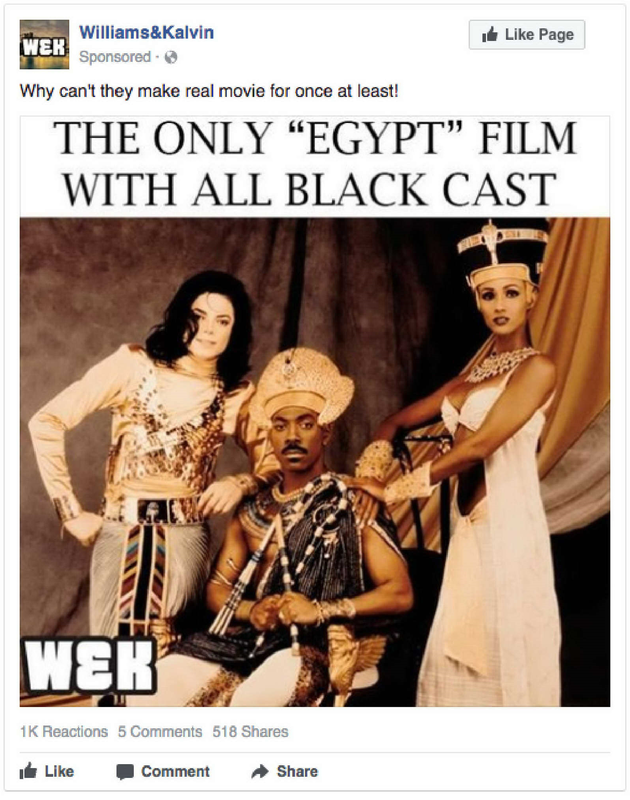 W&K
Williams&Kalvin
Sponsored ·
Like Page
Why can't they make real movie for once at least!
THE ONLY “EGYPT” FILM
WITH ALL BLACK CAST
W&K
1K Reactions 5 Comments 518 Shares
Like Comment Share